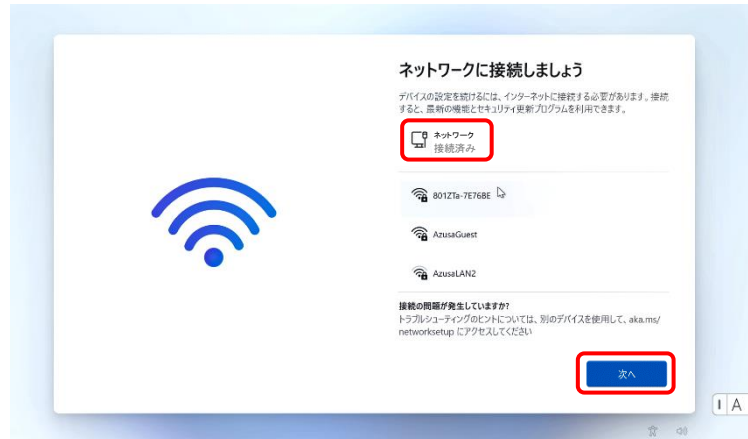 ネットワークに接続しましょう
デバイスの設定を続けるには、インターネットに接続する必要があります。接続
すると、最新の機能とセキュリティ更新プログラムを利用できます。
ネットワーク
接続済み
801ZTa-7E76BE
AzusaGuest
AzusaLAN2
接続の問題が発生していますか?
トラブルシューティングのヒントについては、別のデバイスを使用して、aka.ms/
networksetup にアクセスしてください
次へ
A